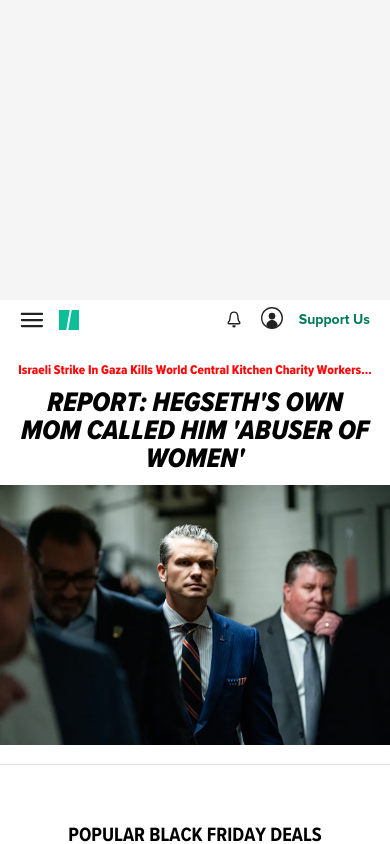 Support Us
Israeli Strike In Gaza Kills World Central Kitchen Charity Workers...
REPORT: HEGSETH'S OWN
MOM CALLED HIM 'ABUSER OF
WOMEN'
POPULAR BLACK FRIDAY DEALS